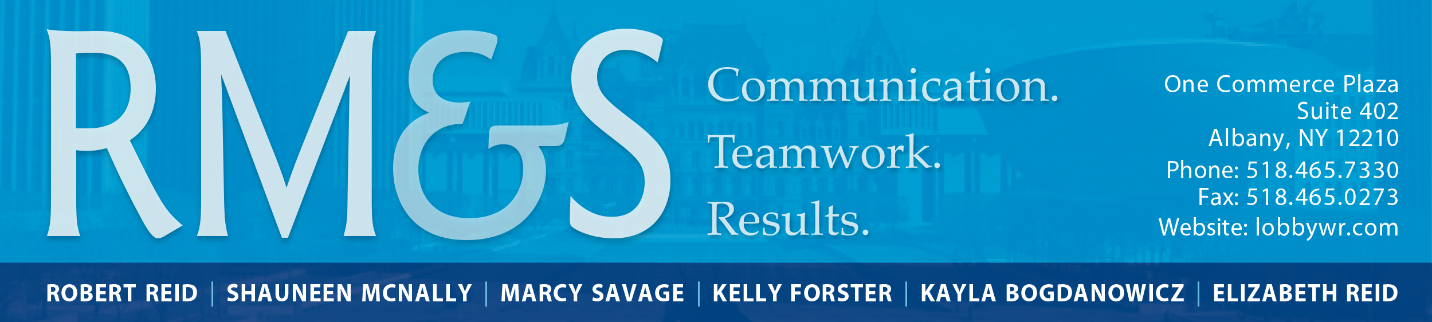 RM&S
Communication.
Teamwork.
Results.
One Commerce Plaza
Suite 402
Albany, NY 12210
Phone: 518.465.7330
Fax: 518.465.0273
Website: lobbywr.com
ROBERT REID | SHAUNEEN MCNALLY | MARCY SAVAGE | KELLY FORSTER | KAYLA BOGDANOWICZ | ELIZABETH REID